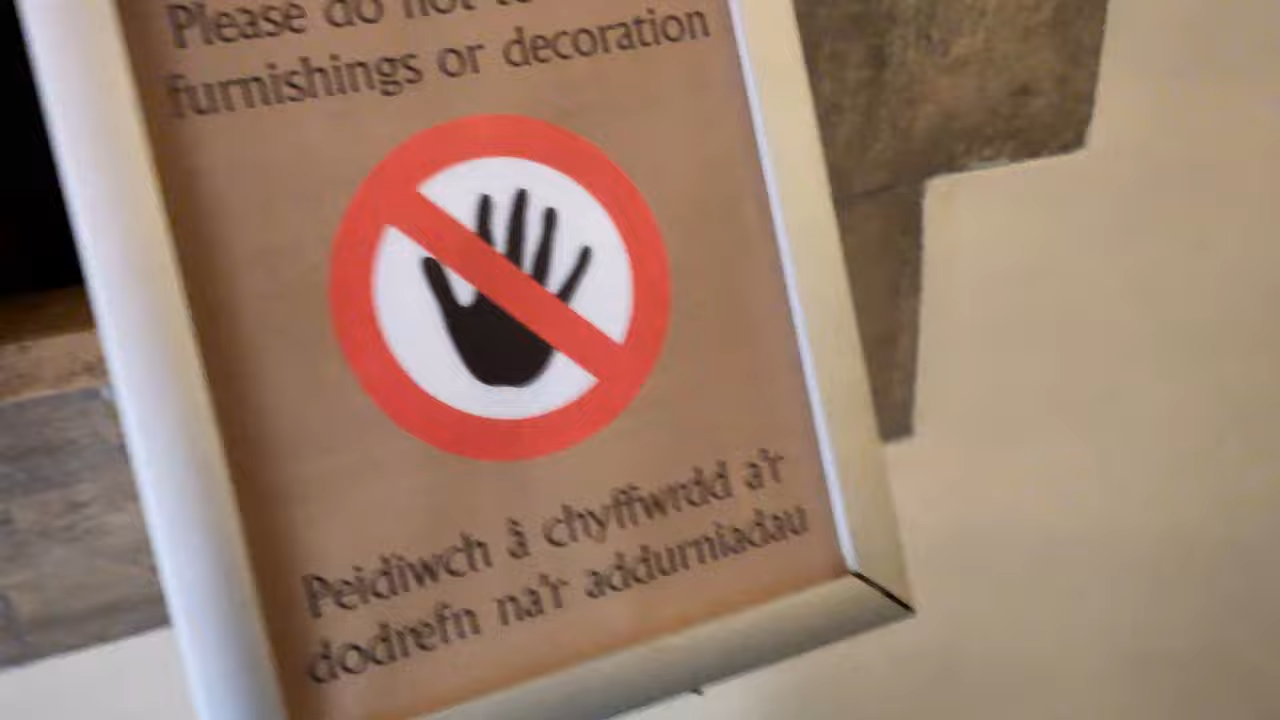 Please do not
furnishings or decoration
Peidiwch â chyffwrdd a'r
dodrefn na'r addurniadau